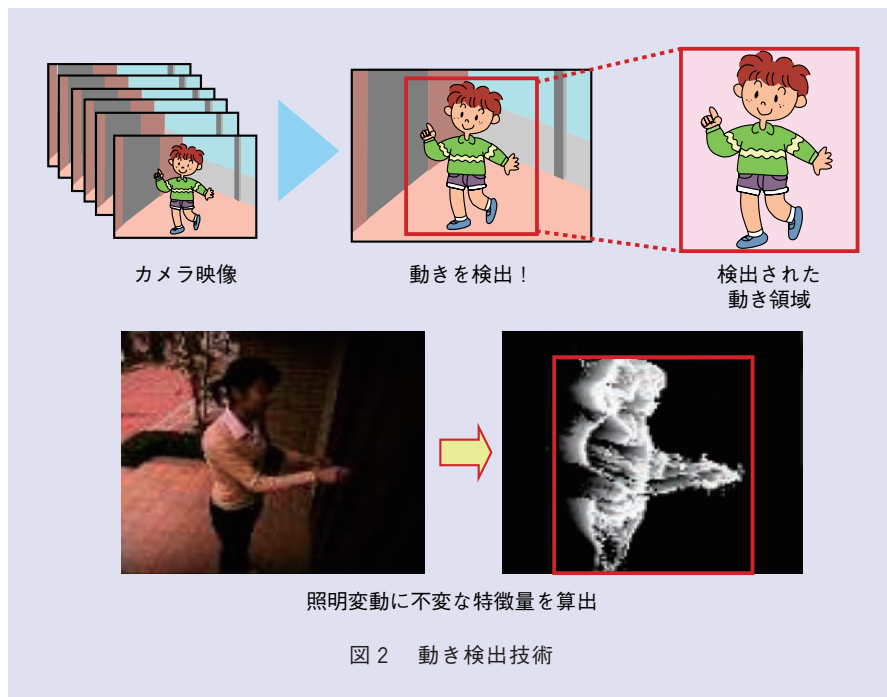 カメラ映像
動きを検出！
検出された
動き領域
照明変動に不変な特徴量を算出
図2 動き検出技術